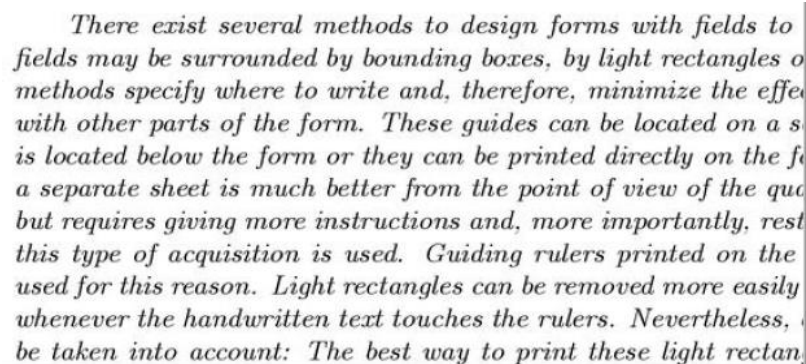 There exist several methods to design forms with fields to
fields may be surrounded by bounding boxes, by light rectangles o
methods specify where to write and, therefore, minimize the effe
with other parts of the form. These guides can be located on a s
is located below the form or they can be printed directly on the f
a separate sheet is much better from the point of view of the qua
but requires giving more instructions and, more importantly, rest
this type of acquisition is used. Guiding rulers printed on the
used for this reason. Light rectangles can be removed more easily
whenever the handwritten text touches the rulers. Nevertheless,
be taken into account: The best way to print these light rectan